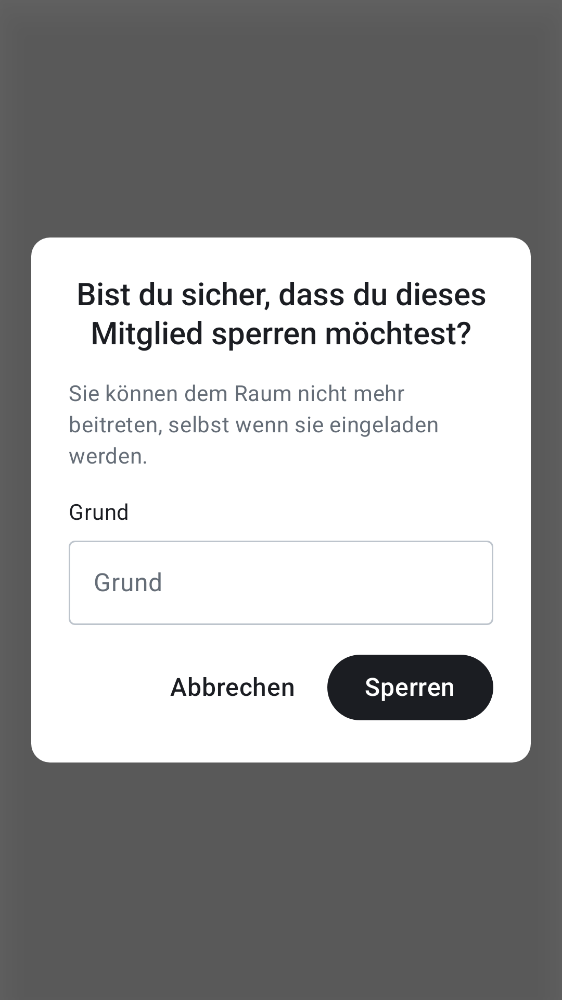 Bist du sicher, dass du dieses
Mitglied sperren möchtest?
Sie können dem Raum nicht mehr
beitreten, selbst wenn sie eingeladen
werden.
Grund
Grund
Abbrechen Sperren